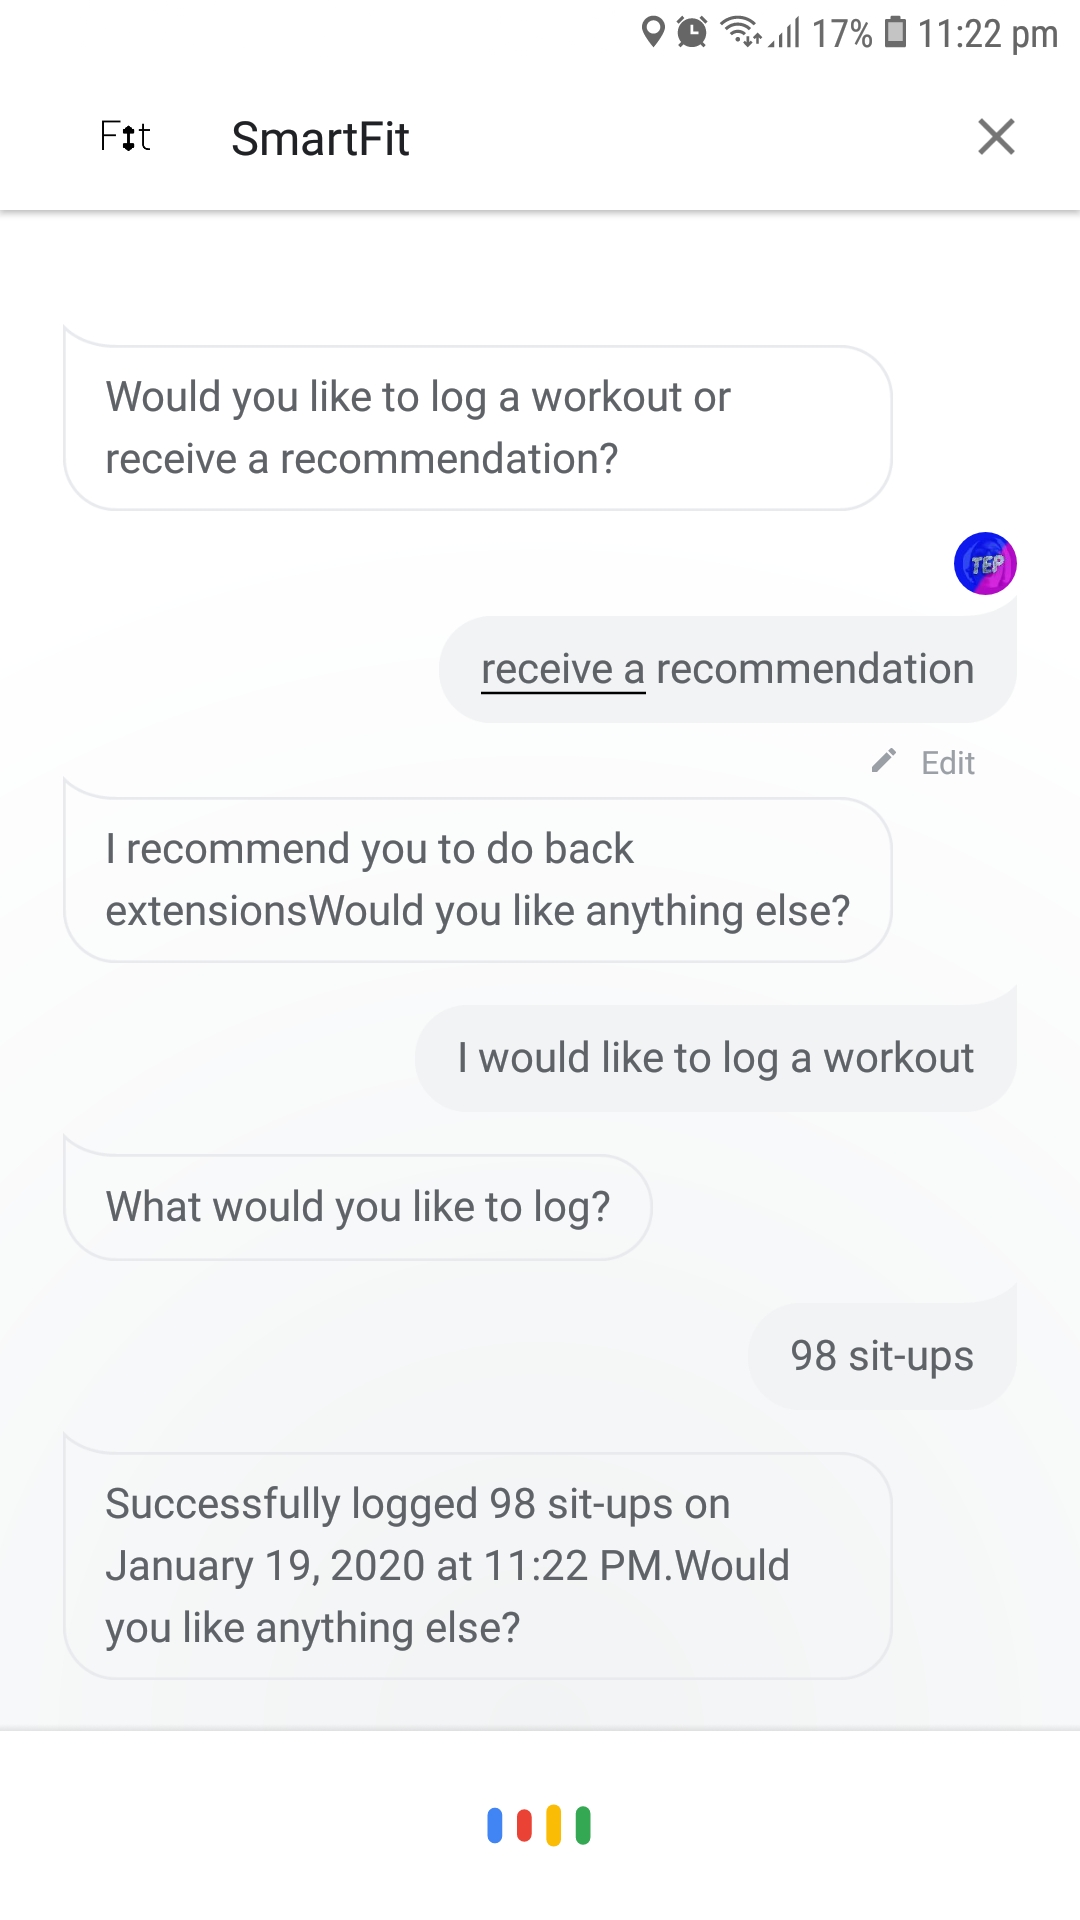 17% 11:22 pm
Fit SmartFit
Would you like to log a workout or
receive a recommendation?
TEP
receive a recommendation
Edit
I recommend you to do back
extensionsWould you like anything else?
I would like to log a workout
What would you like to log?
98 sit-ups
Successfully logged 98 sit-ups on
January 19, 2020 at 11:22 PM.Would
you like anything else?